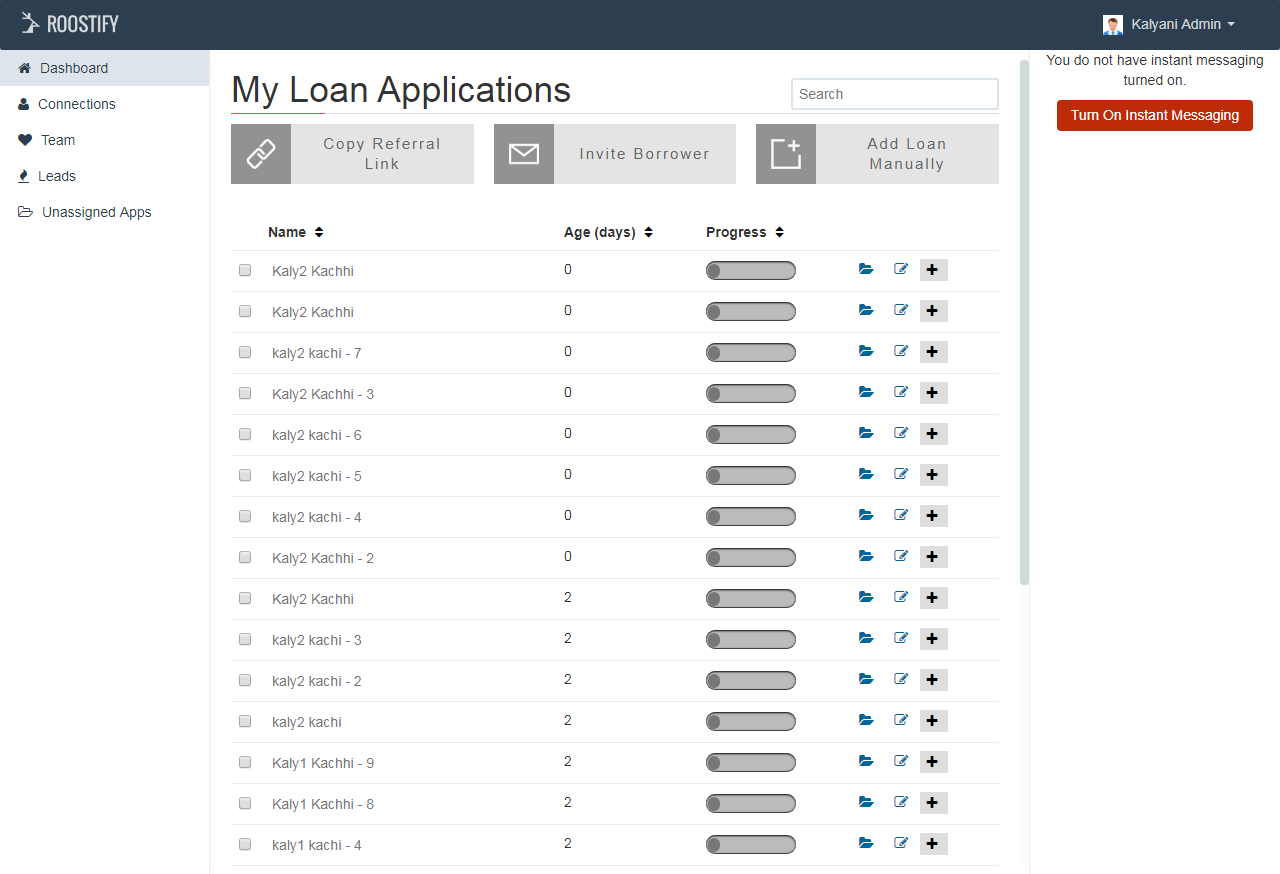 ROOSTIFY
Kalyani Admin
Dashboard
Connections
Team
Leads
Unassigned Apps
My Loan Applications
Search
Copy Referral
Link
Invite Borrower
Add Loan
Manually
Name Age (days) Progress
Kaly2 Kachhi 0
Kaly2 Kachhi 0
kaly2 kachi - 7 0
Kaly2 Kachhi - 3 0
kaly2 kachi - 6 0
kaly2 kachi - 5 0
kaly2 kachi - 4 0
Kaly2 Kachhi - 2 0
Kaly2 Kachhi 2
kaly2 kachi - 3 2
kaly2 kachi - 2 2
kaly2 kachi 2
Kaly1 Kachhi - 9 2
Kaly1 Kachhi - 8 2
kaly1 kachi - 4 2
You do not have instant messaging
turned on.
Turn On Instant Messaging